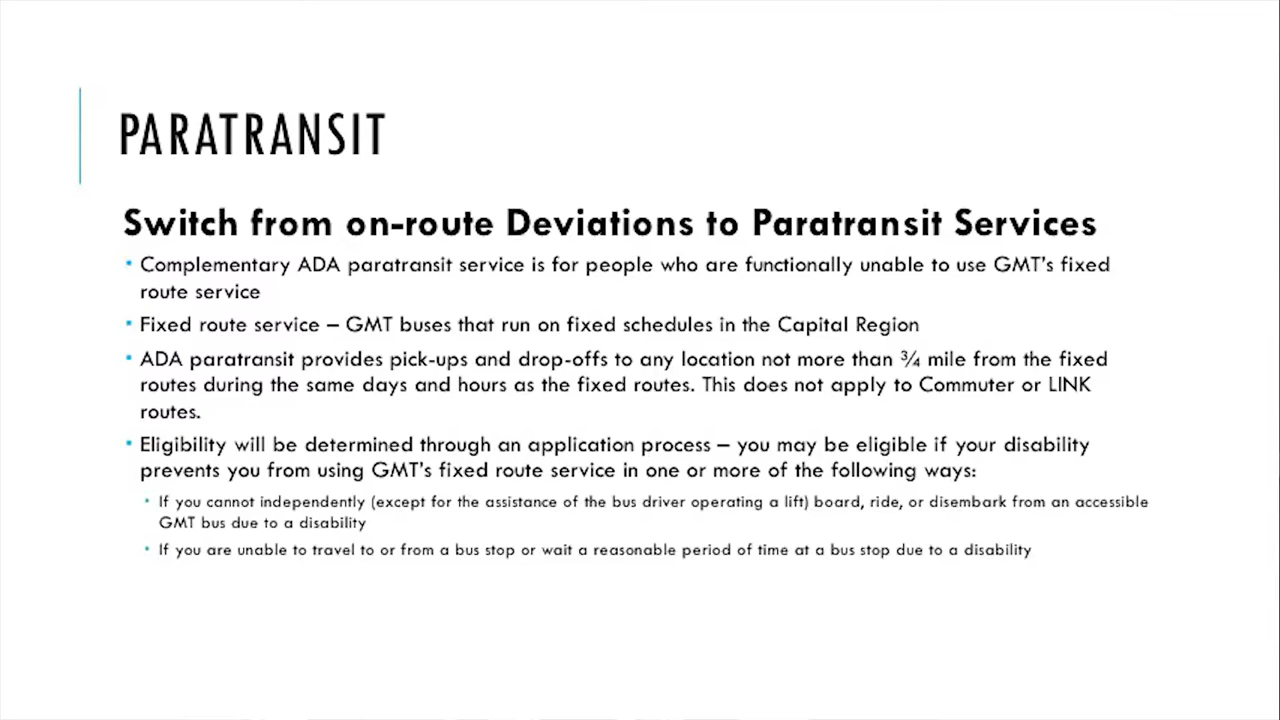 PARATRANSIT
Switch from on-route Deviations to Paratransit Services
Complementary ADA paratransit service is for people who are functionally unable to use GMT's fixed
route service
Fixed route service – GMT buses that run on fixed schedules in the Capital Region
ADA paratransit provides pick-ups and drop-offs to any location not more than ¾ mile from the fixed
routes during the same days and hours as the fixed routes. This does not apply to Commuter or LINK
routes.
Eligibility will be determined through an application process – you may be eligible if your disability
prevents you from using GMT's fixed route service in one or more of the following ways:
If you cannot independently (except for the assistance of the bus driver operating a lift) board, ride, or disembark from an accessible
GMT bus due to a disability
If you are unable to travel to or from a bus stop or wait a reasonable period of time at a bus stop due to a disability